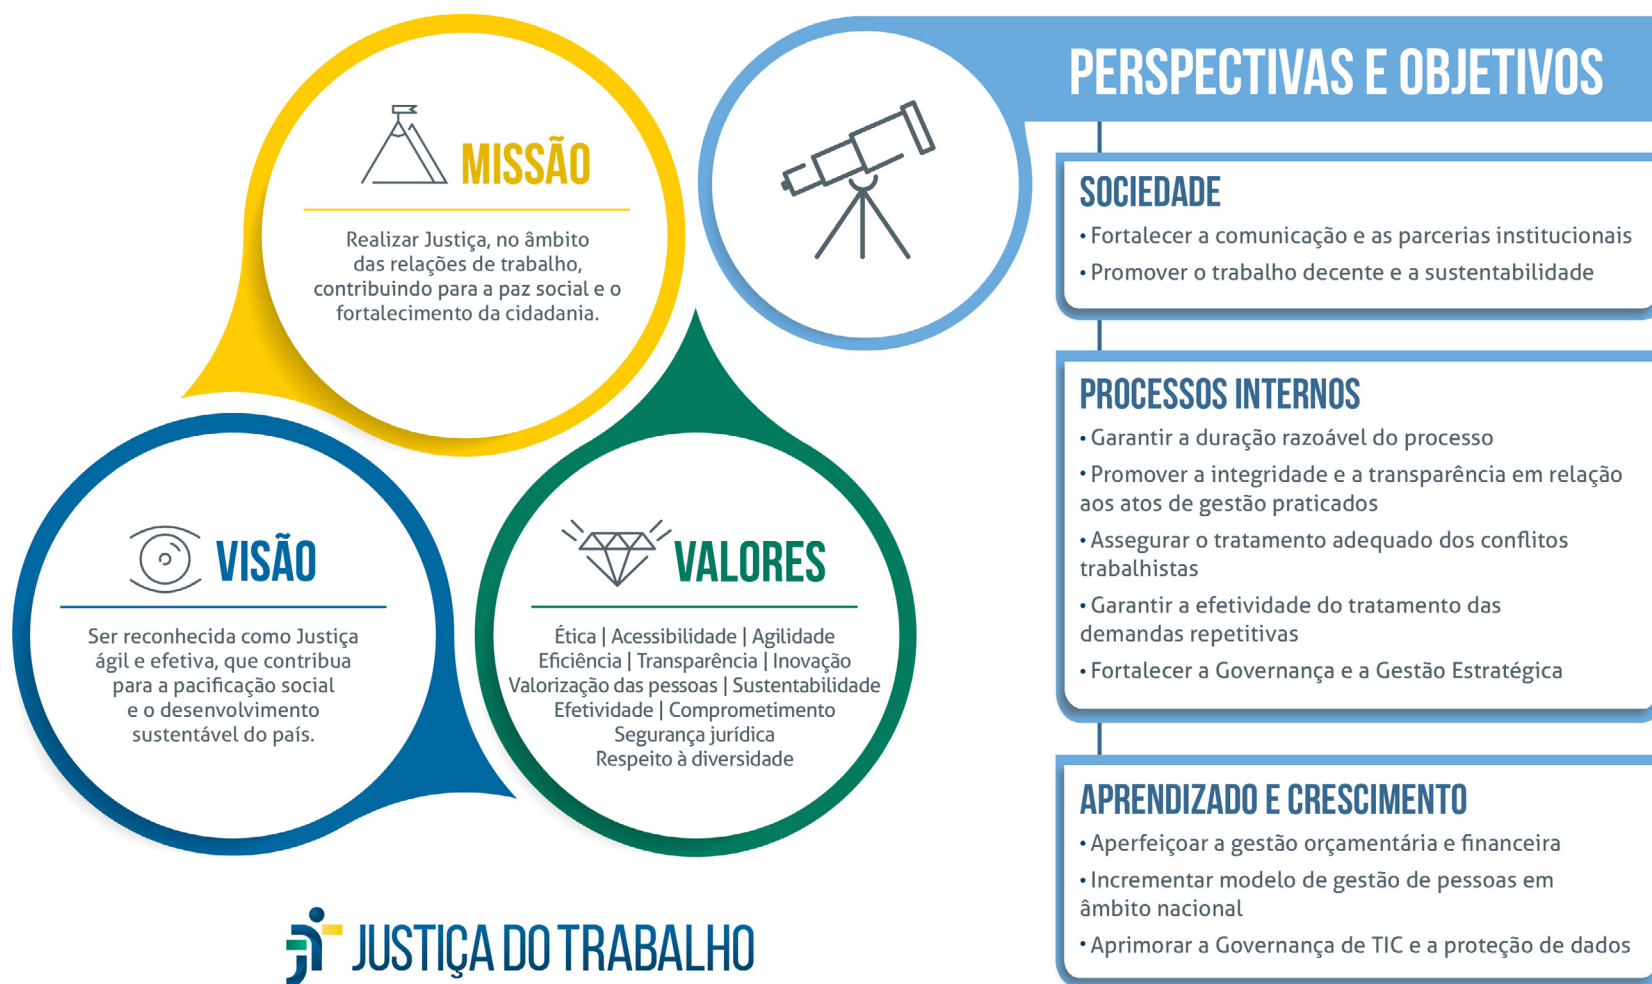 MISSÃO
Realizar Justiça, no âmbito
das relações de trabalho,
contribuindo para a paz social e o
fortalecimento da cidadania.
VISÃO
Ser reconhecida como Justiça
ágil e efetiva, que contribua
para a pacificação social
e o desenvolvimento
sustentável do país.
VALORES
Ética | Acessibilidade | Agilidade
Eficiência | Transparência | Inovação
Valorização das pessoas | Sustentabilidade
Efetividade | Comprometimento
Segurança jurídica
Respeito à diversidade
JUSTIÇA DO TRABALHO
PERSPECTIVAS E OBJETIVOS
SOCIEDADE
• Fortalecer a comunicação e as parcerias institucionais
• Promover o trabalho decente e a sustentabilidade
PROCESSOS INTERNOS
• Garantir a duração razoável do processo
• Promover a integridade e a transparência em relação
aos atos de gestão praticados
• Assegurar o tratamento adequado dos conflitos
trabalhistas
• Garantir a efetividade do tratamento das
demandas repetitivas
• Fortalecer a Governança e a Gestão Estratégica
APRENDIZADO E CRESCIMENTO
• Aperfeiçoar a gestão orçamentária e financeira
• Incrementar modelo de gestão de pessoas em
âmbito nacional
• Aprimorar a Governança de TIC e a proteção de dados